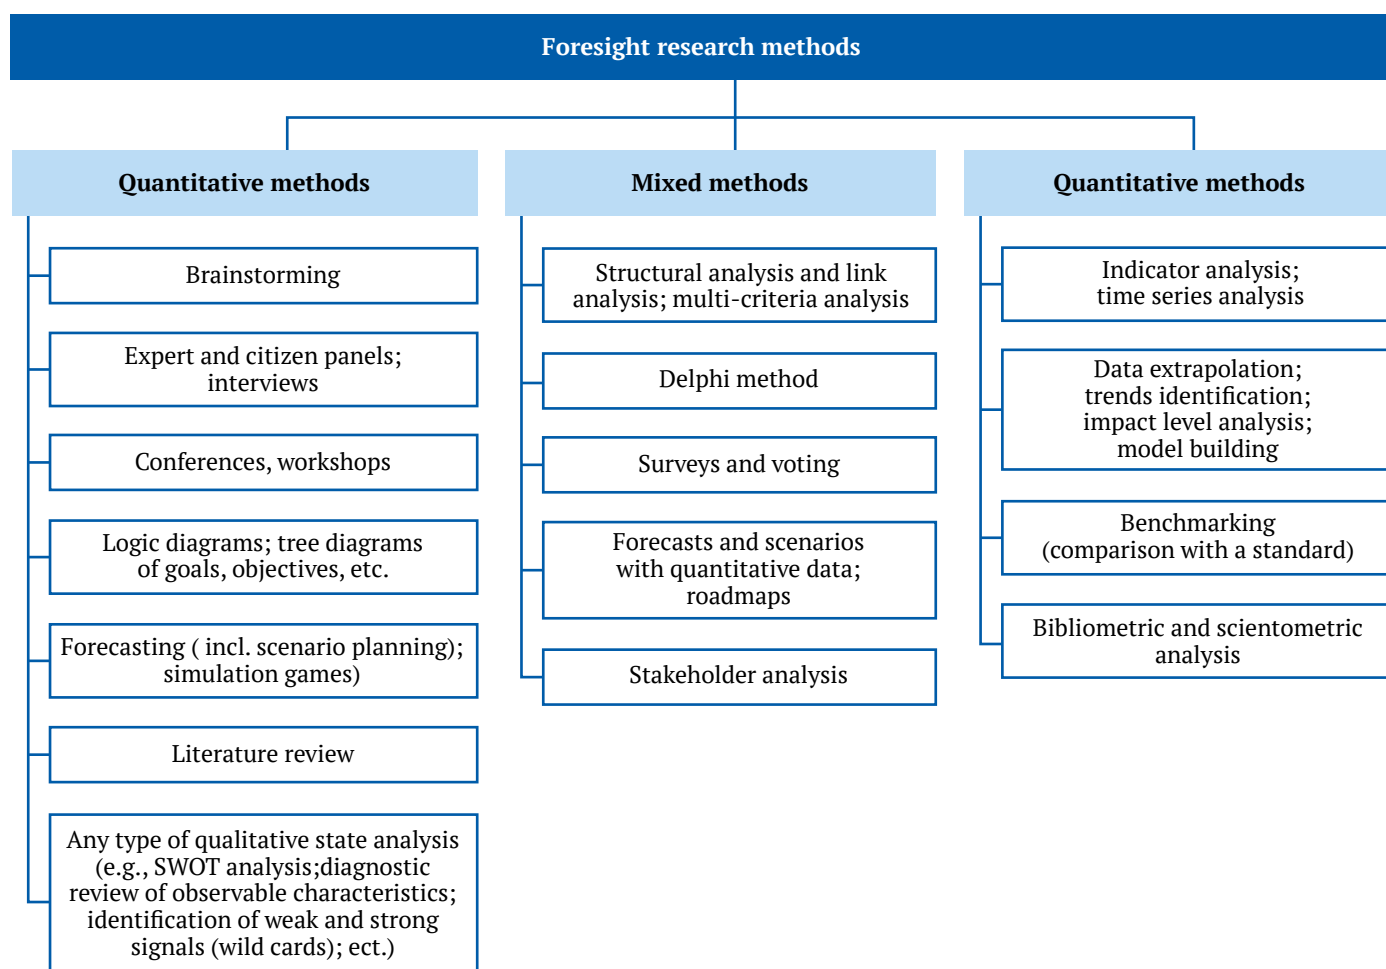 Foresight research methods
Quantitative methods
Brainstorming
Expert and citizen panels;
interviews
Conferences, workshops
Logic diagrams; tree diagrams
of goals, objectives, etc.
Forecasting ( incl. scenario planning);
simulation games)
Literature review
Any type of qualitative state analysis
(e.g., SWOT analysis;diagnostic
review of observable characteristics;
identification of weak and strong
signals (wild cards); ect.)
Mixed methods
Structural analysis and link
analysis; multi-criteria analysis
Delphi method
Surveys and voting
Forecasts and scenarios
with quantitative data;
roadmaps
Stakeholder analysis
Quantitative methods
Indicator analysis;
time series analysis
Data extrapolation;
trends identification;
impact level analysis;
model building
Benchmarking
(comparison with a standard)
Bibliometric and scientometric
analysis